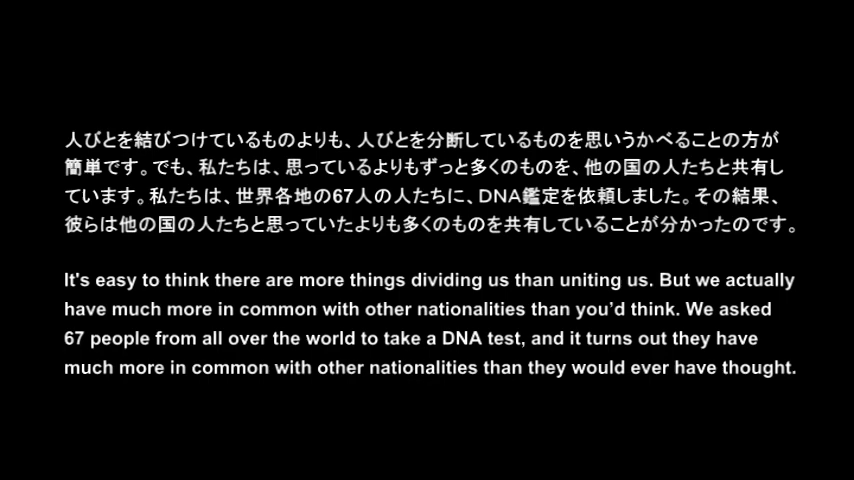 人びとを結びつけているものよりも、人びとを分断しているものを思いうかべることの方が
簡単です。でも、私たちは、思っているよりもずっと多くのものを、他の国の人たちと共有し
ています。私たちは、世界各地の67人の人たちに、DNA鑑定を依頼しました。その結果、
彼らは他の国の人たちと思っていたよりも多くのものを共有していることが分かったのです。
It's easy to think there are more things dividing us than uniting us. But we actually
have much more in common with other nationalities than you’d think. We asked
67 people from all over the world to take a DNA test, and it turns out they have
much more in common with other nationalities than they would ever have thought.